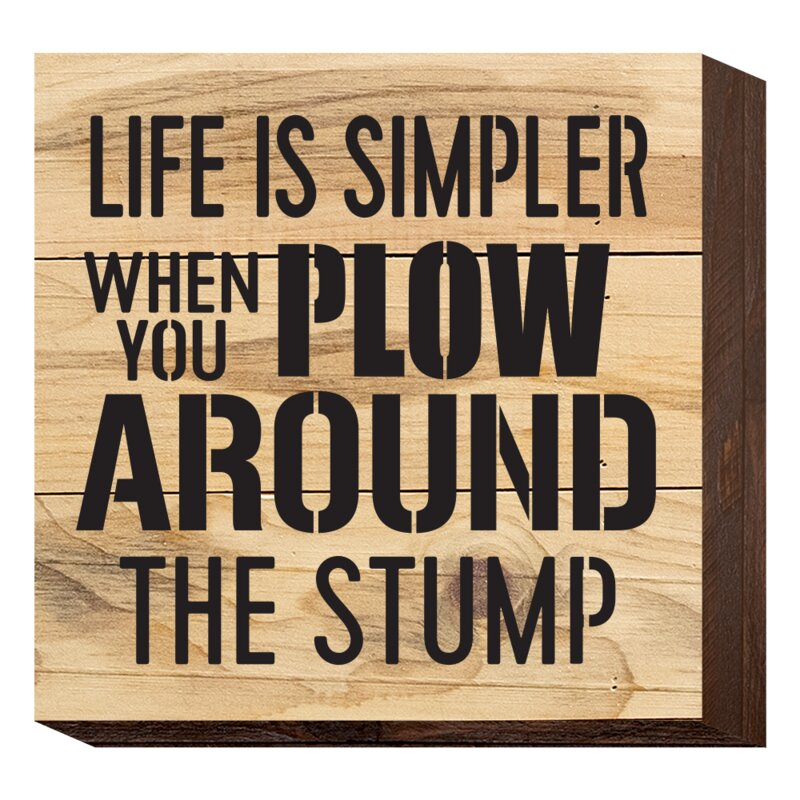 LIFE IS SIMPLER
WHEN YOU PLOW
AROUND
THE STUMP